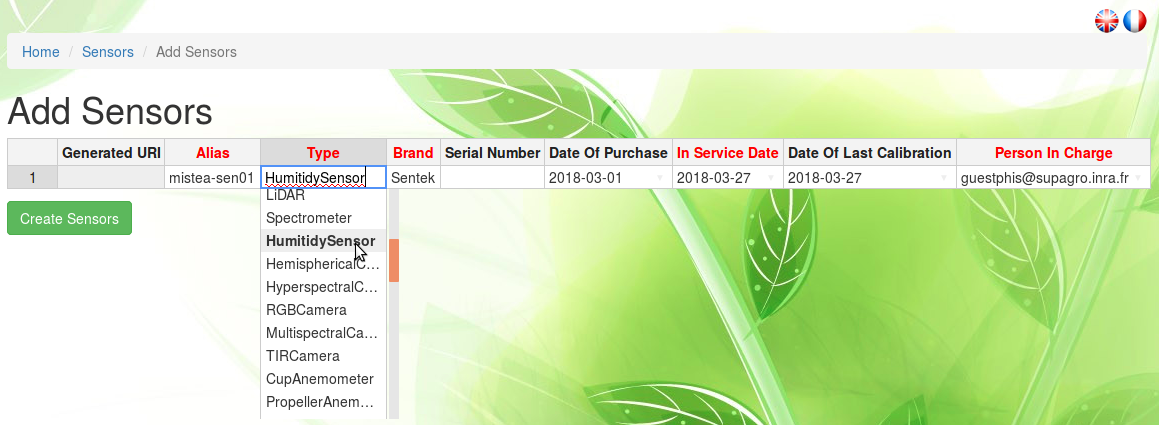 Home / Sensors / Add Sensors
Add Sensors
Generated URI Alias Type Brand Serial Number Date Of Purchase In Service Date Date Of Last Calibration Person In Charge
1 mistea-sen01 HumitidySensor Sentek 2018-03-01 2018-03-27 2018-03-27 guestphis@supagro.inra.fr
Create Sensors
LiDAR
Spectrometer
HumitidySensor
HemisphericalC...
HyperspectralC...
RGBCamera
MultispectralCa...
TIRCamera
CupAnemometer
PropellerAnem...